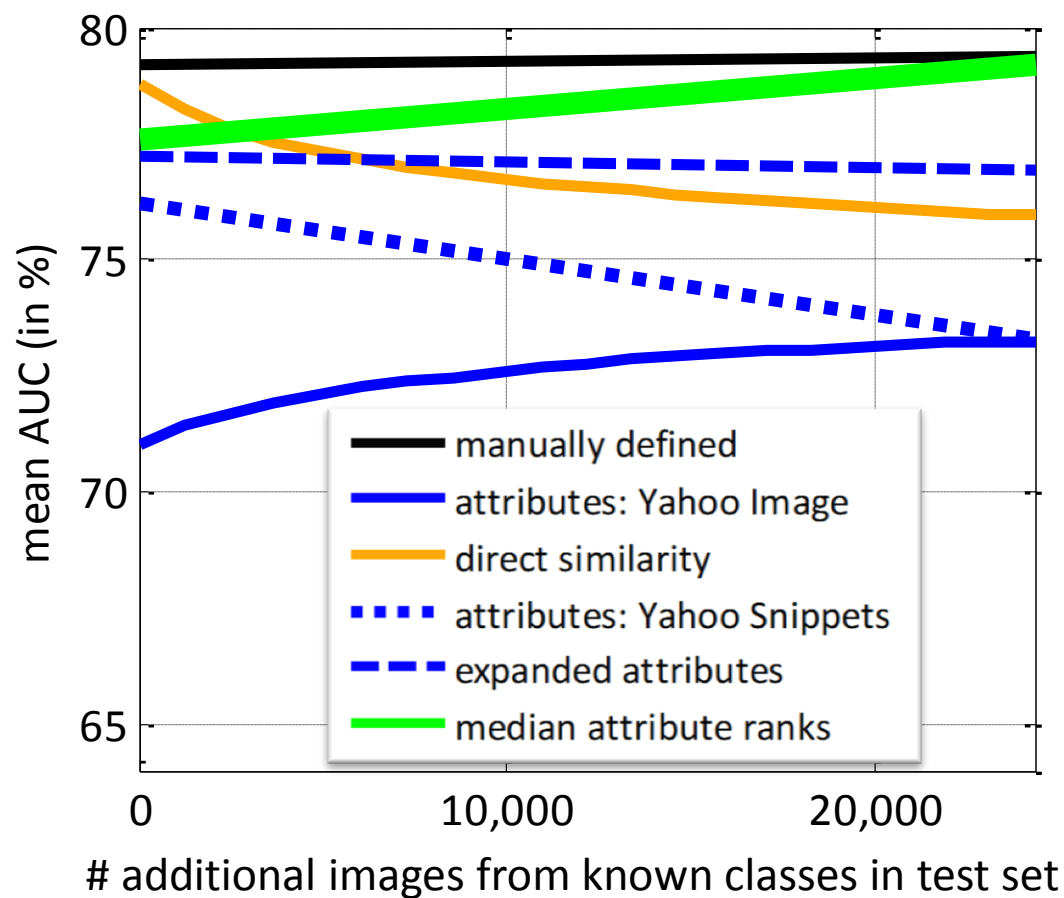 80
75
70
65
mean AUC (in %)
manually defined
attributes: Yahoo Image
direct similarity
attributes: Yahoo Snippets
expanded attributes
median attribute ranks
0 10,000 20,000
# additional images from known classes in test set